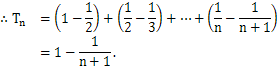 ∴ Tₙ = (1 − 1/2) + (1/2 − 1/3) + ⋯ + (1/n − 1/(n + 1))
= 1 − 1/(n + 1).